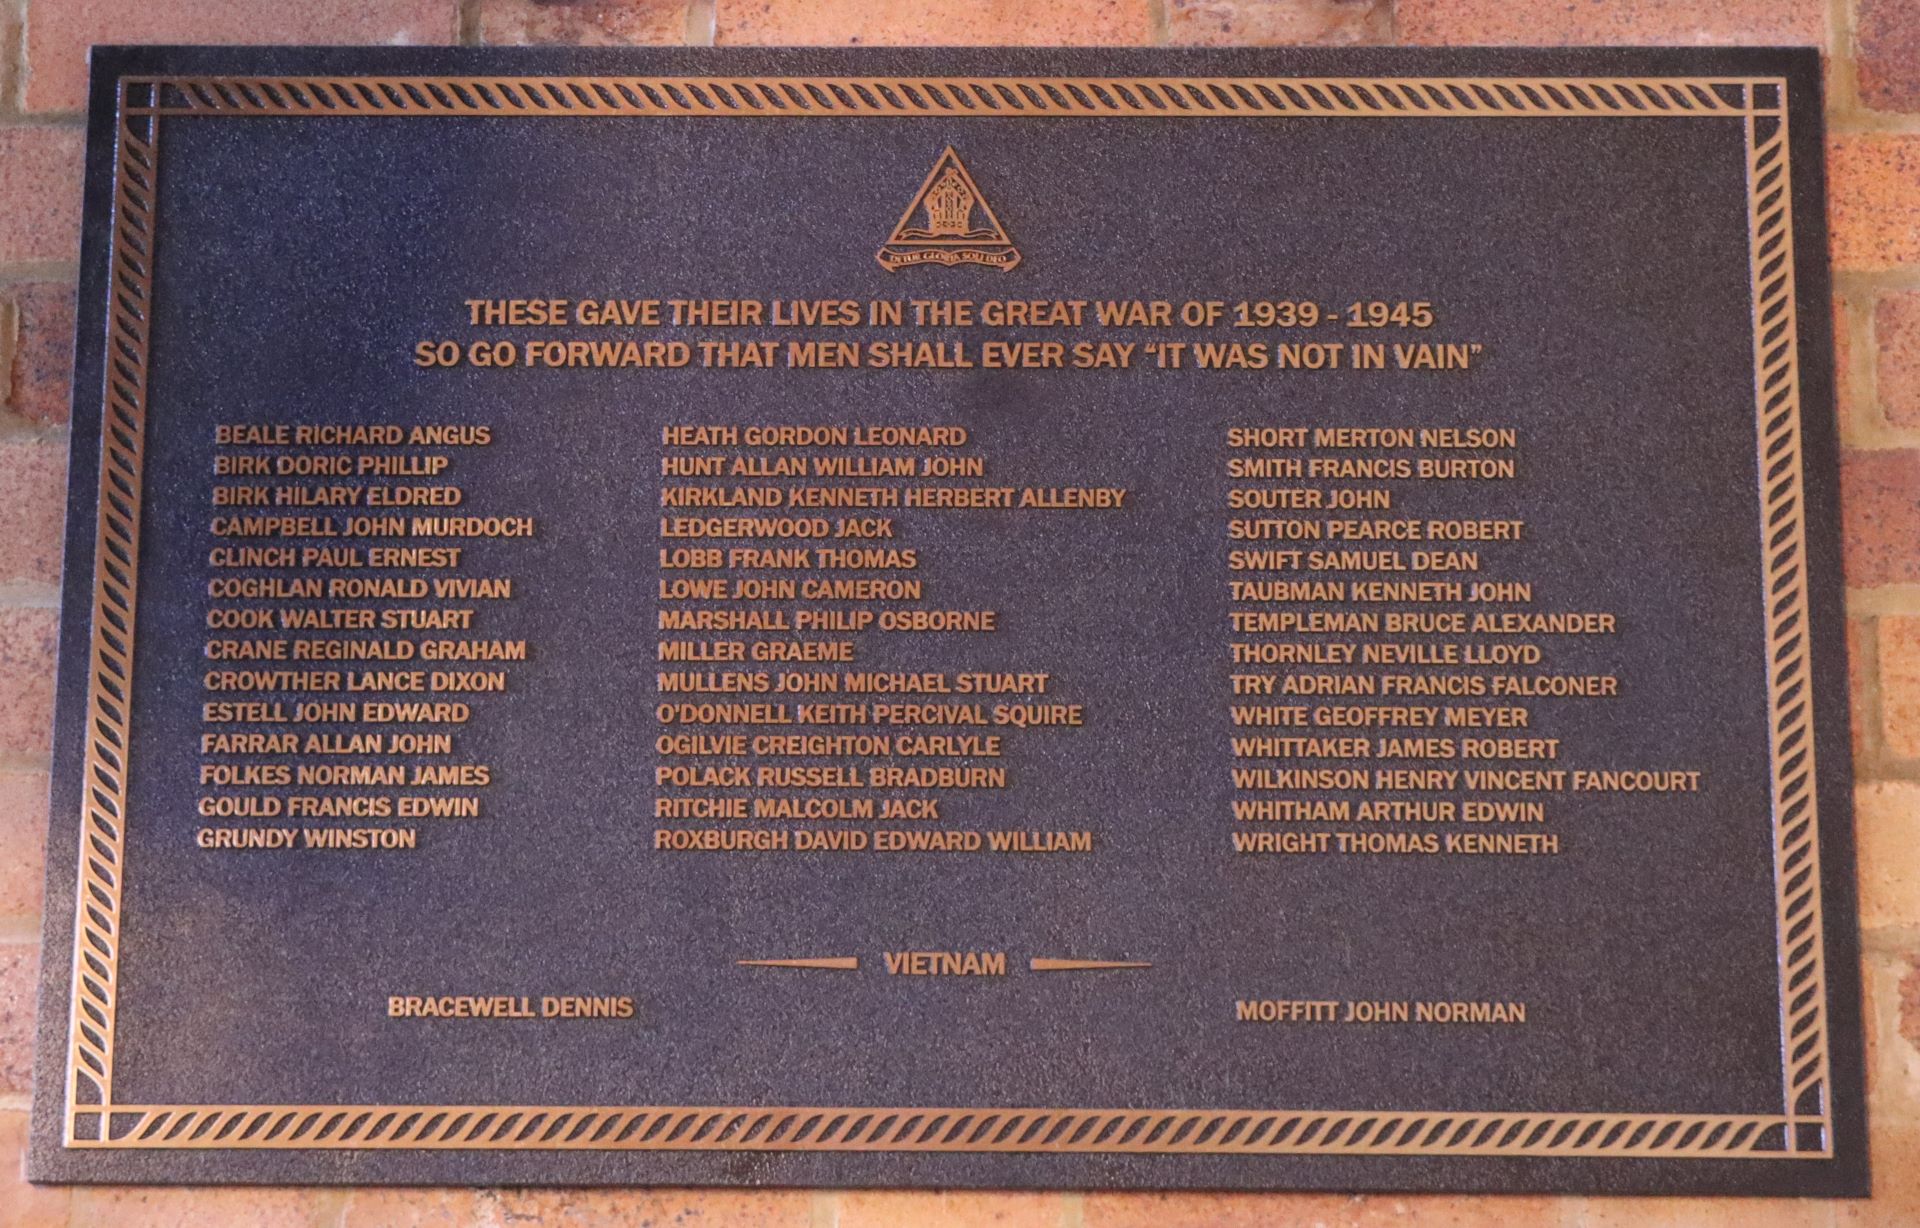 DETUR GLORIA SOLI DEO
THESE GAVE THEIR LIVES IN THE GREAT WAR OF 1939 - 1945
SO GO FORWARD THAT MEN SHALL EVER SAY “IT WAS NOT IN VAIN”
BEALE RICHARD ANGUS
BIRK DORIC PHILLIP
BIRK HILARY ELDRED
CAMPBELL JOHN MURDOCH
CLINCH PAUL ERNEST
COGHLAN RONALD VIVIAN
COOK WALTER STUART
CRANE REGINALD GRAHAM
CROWTHER LANCE DIXON
ESTELL JOHN EDWARD
FARRAR ALLAN JOHN
FOLKES NORMAN JAMES
GOULD FRANCIS EDWIN
GRUNDY WINSTON
HEATH GORDON LEONARD
HUNT ALLAN WILLIAM JOHN
KIRKLAND KENNETH HERBERT ALLENBY
LEDGERWOOD JACK
LOBB FRANK THOMAS
LOWE JOHN CAMERON
MARSHALL PHILIP OSBORNE
MILLER GRAEME
MULLENS JOHN MICHAEL STUART
O'DONNELL KEITH PERCIVAL SQUIRE
OGILVIE CREIGHTON CARLYLE
POLACK RUSSELL BRADBURN
RITCHIE MALCOLM JACK
ROXBURGH DAVID EDWARD WILLIAM
SHORT MERTON NELSON
SMITH FRANCIS BURTON
SOUTER JOHN
SUTTON PEARCE ROBERT
SWIFT SAMUEL DEAN
TAUBMAN KENNETH JOHN
TEMPLEMAN BRUCE ALEXANDER
THORNLEY NEVILLE LLOYD
TRY ADRIAN FRANCIS FALCONER
WHITE GEOFFREY MEYER
WHITTAKER JAMES ROBERT
WILKINSON HENRY VINCENT FANCOURT
WHITHAM ARTHUR EDWIN
WRIGHT THOMAS KENNETH
VIETNAM
BRACEWELL DENNIS
MOFFITT JOHN NORMAN